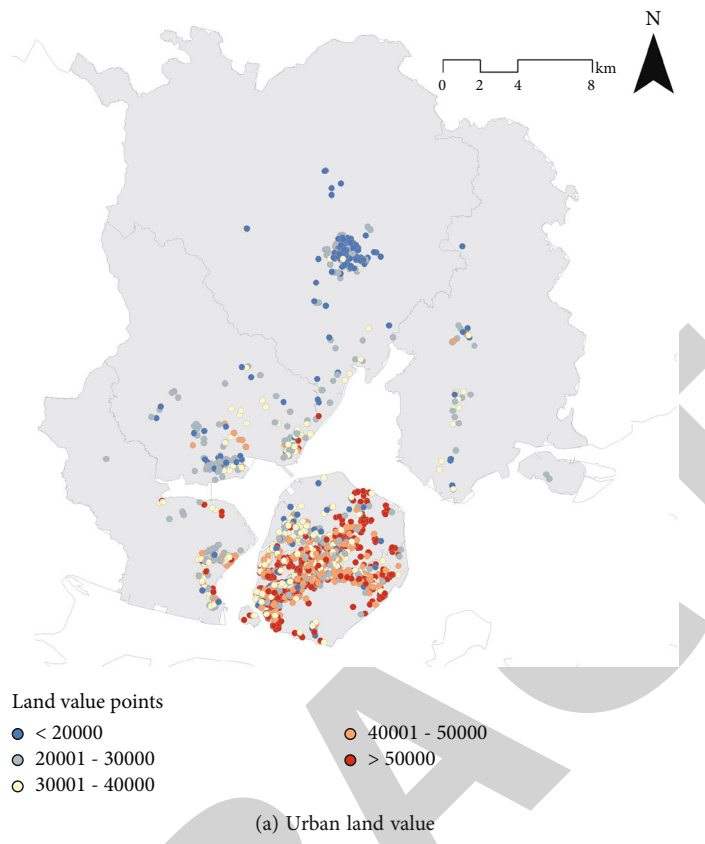 N
km
0 2 4 8
Land value points
< 20000
20001 - 30000
30001 - 40000
40001 - 50000
> 50000
(a) Urban land value